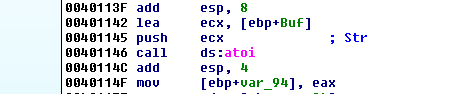 0040113F add esp, 8
00401142 lea ecx, [ebp+Buf]
00401145 push ecx ; Str
00401146 call ds:atoi
0040114C add esp, 4
0040114F mov [ebp+var_94], eax